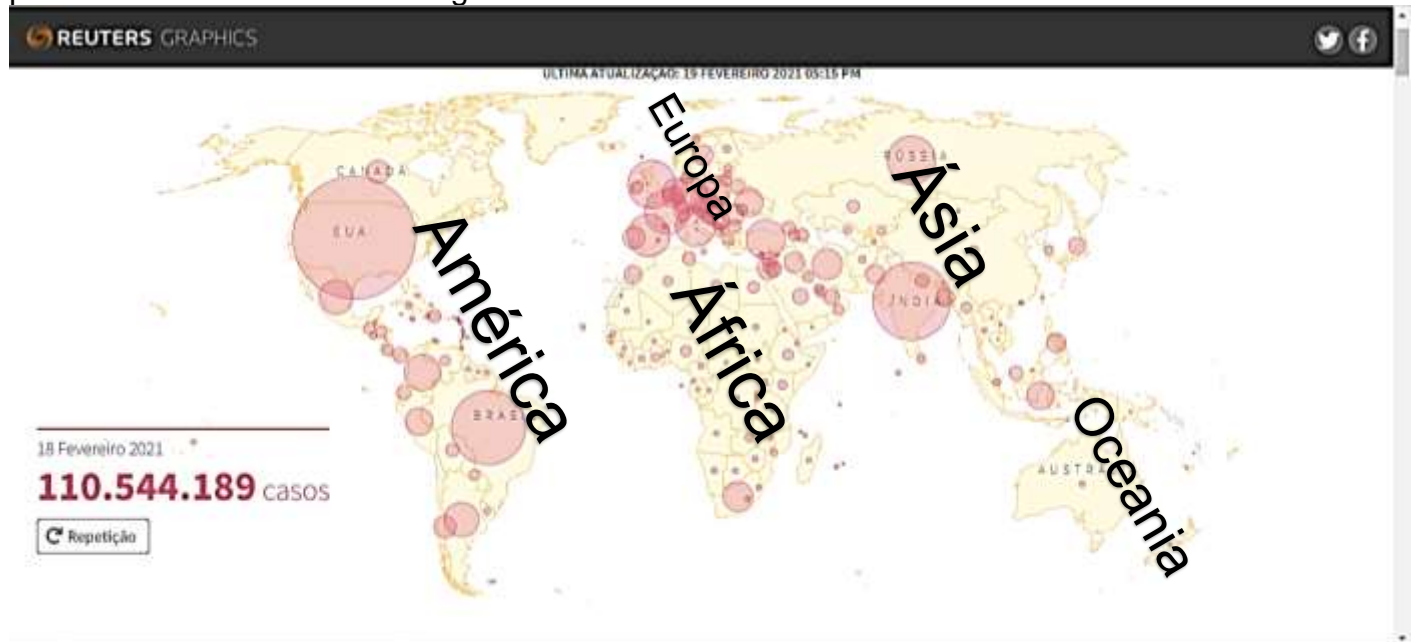 REUTERS GRAPHICS
ÚLTIMA ATUALIZAÇÃO: 19 FEVEREIRO 2021 05:15 PM
Europa
CANADÁ
RÚSSIA
Ásia
EUA
América
África
ÍNDIA
BRASIL
Oceania
18 Fevereiro 2021
110.544.189 casos
Repetição